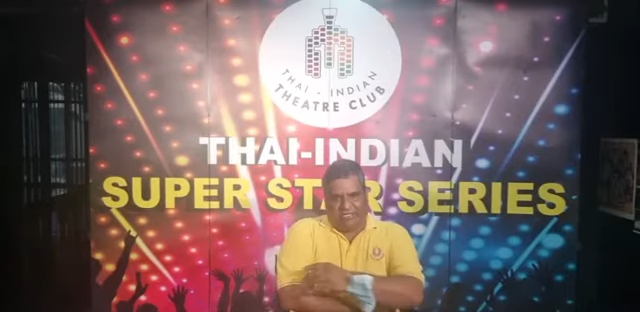 THAI - INDIAN
THEATRE CLUB
THAI-INDIAN
SUPER STAR SERIES